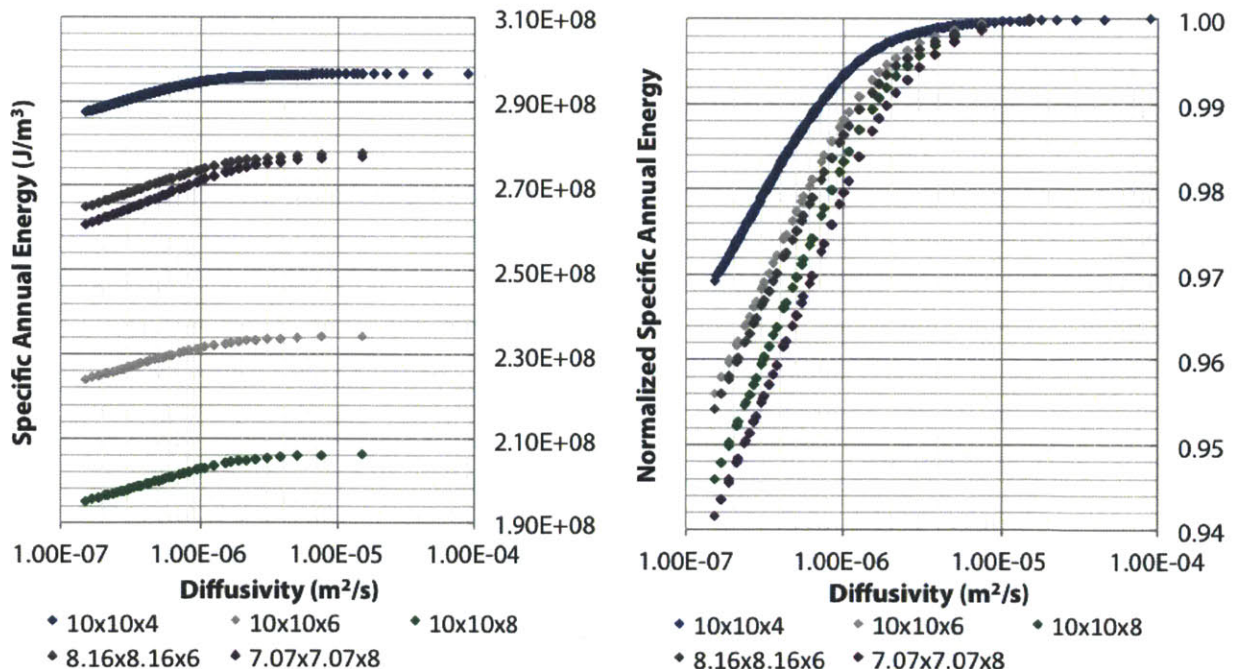 Specific Annual Energy (J/m³)
3.10E+08
2.90E+08
2.70E+08
2.50E+08
2.30E+08
2.10E+08
1.90E+08
1.00E-07 1.00E-06 1.00E-05 1.00E-04
Diffusivity (m²/s)
10x10x4 10x10x6 10x10x8
8.16x8.16x6 7.07x7.07x8
Normalized Specific Annual Energy
1.00
0.99
0.98
0.97
0.96
0.95
0.94
1.00E-07 1.00E-06 1.00E-05 1.00E-04
Diffusivity (m²/s)
10x10x4 10x10x6 10x10x8
8.16x8.16x6 7.07x7.07x8